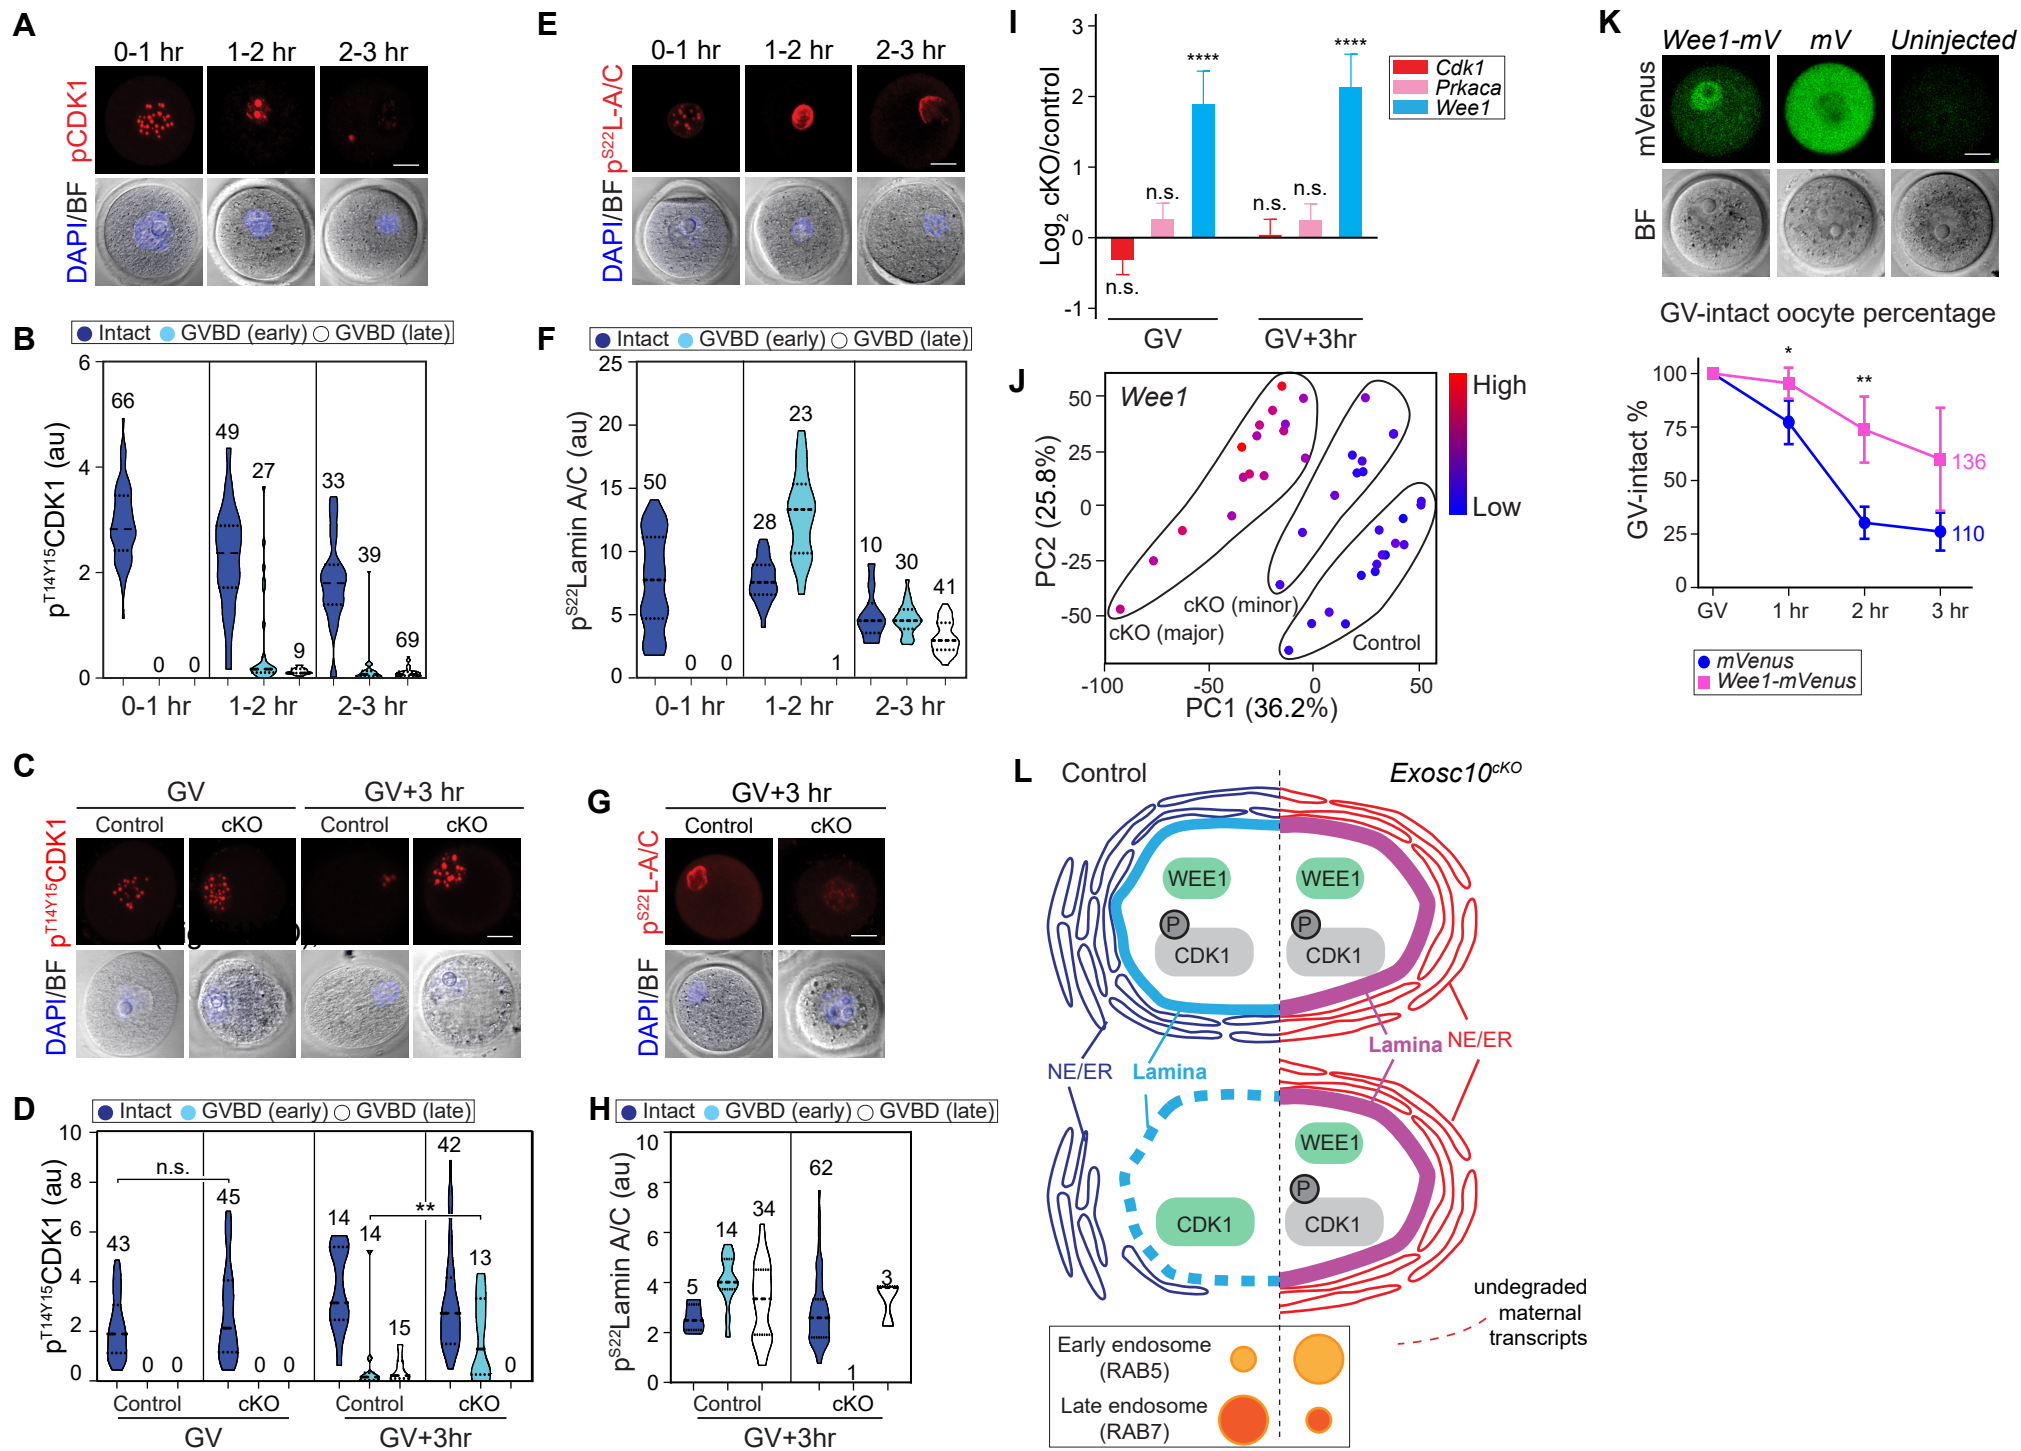 A
0-1 hr
1-2 hr
2-3 hr
pCDK1
DAPI/BF
B
Intact
GVBD (early)
GVBD (late)
pT14Y15CDK1 (au)
6
4
2
0
66
0
0
49
27
9
33
39
69
0-1 hr
1-2 hr
2-3 hr
C
GV
GV+3 hr
Control
cKO
Control
cKO
pT14Y15CDK1
DAPI/BF
D
Intact
GVBD (early)
GVBD (late)
pT14Y15CDK1 (au)
10
8
6
4
2
0
n.s.
**
43
0
0
45
0
0
14
14
15
42
13
0
Control
cKO
Control
cKO
GV
GV+3hr
E
0-1 hr
1-2 hr
2-3 hr
pS22L-A/C
DAPI/BF
F
Intact
GVBD (early)
GVBD (late)
pS22Lamin A/C (au)
25
20
15
10
5
0
50
0
0
28
23
1
10
30
41
0-1 hr
1-2 hr
2-3 hr
G
GV+3 hr
Control
cKO
pS22L-A/C
DAPI/BF
H
Intact
GVBD (early)
GVBD (late)
pS22Lamin A/C (au)
10
8
6
4
2
0
5
14
34
62
1
3
Control
cKO
GV+3hr
I
Log2 cKO/control
3
2
1
0
-1
n.s.
n.s.
****
n.s.
n.s.
****
GV
GV+3hr
Cdk1
Prkaca
Wee1
J
Wee1
PC2 (25.8%)
50
25
0
-25
-50
cKO (major)
cKO (minor)
Control
-100
-50
0
50
PC1 (36.2%)
High
Low
K
Wee1-mV
mV
Uninjected
mVenus
BF
GV-intact oocyte percentage
GV-intact %
100
75
50
25
0
*
**
136
110
GV
1 hr
2 hr
3 hr
mVenus
Wee1-mVenus
L
Control
Exosc10cKO
WEE1
WEE1
P
P
CDK1
CDK1
NE/ER
Lamina
Lamina
NE/ER
WEE1
P
CDK1
CDK1
undegraded
maternal
transcripts
Early endosome
(RAB5)
Late endosome
(RAB7)